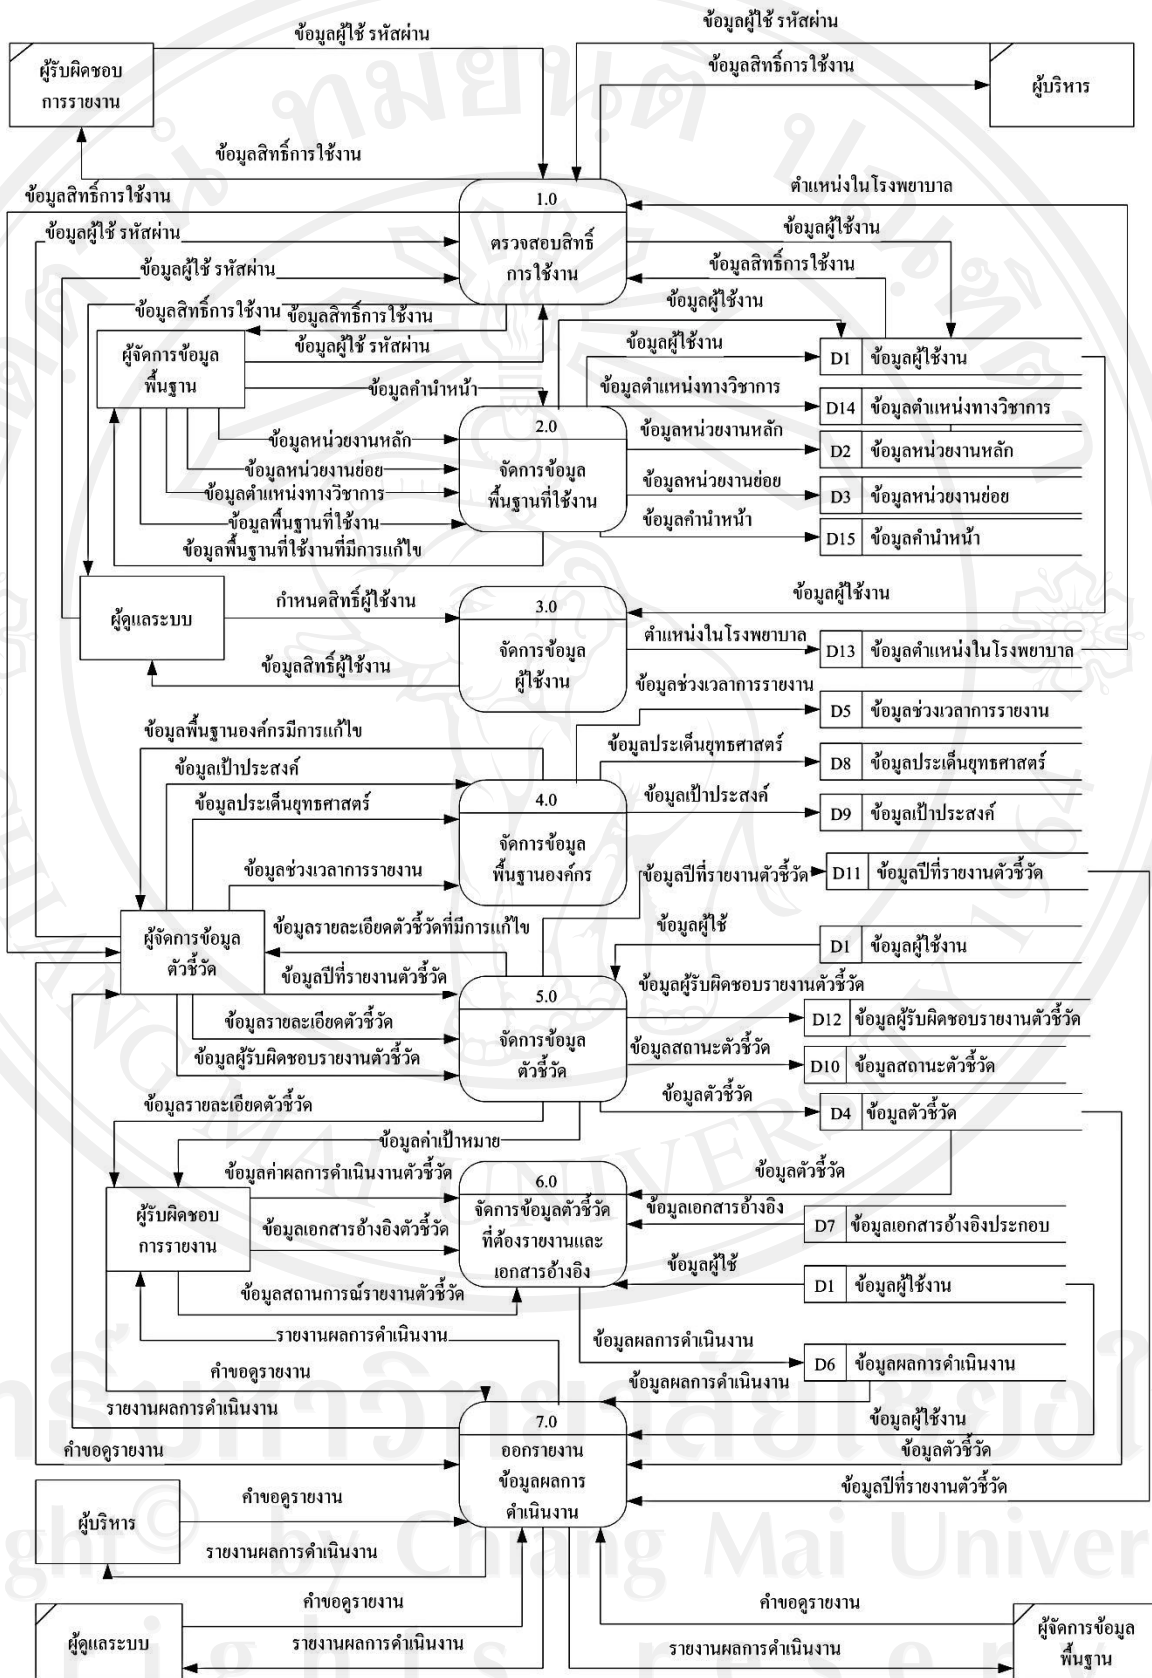 ข้อมูลผู้ใช้ รหัสผ่าน
ข้อมูลผู้ใช้ รหัสผ่าน
ผู้รับผิดชอบ
การรายงาน
ข้อมูลสิทธิ์การใช้งาน
ผู้บริหาร
ข้อมูลสิทธิ์การใช้งาน
ข้อมูลสิทธิ์การใช้งาน
ตำแหน่งในโรงพยาบาล
1.0
ตรวจสอบสิทธิ์
การใช้งาน
ข้อมูลผู้ใช้ รหัสผ่าน
ข้อมูลผู้ใช้งาน
ข้อมูลผู้ใช้ รหัสผ่าน
ข้อมูลสิทธิ์การใช้งาน
ข้อมูลสิทธิ์การใช้งาน
ข้อมูลสิทธิ์การใช้งาน
ข้อมูลผู้ใช้งาน
ผู้จัดการข้อมูล
พื้นฐาน
ข้อมูลผู้ใช้ รหัสผ่าน
ข้อมูลผู้ใช้งาน
D1 ข้อมูลผู้ใช้งาน
ข้อมูลคำนำหน้า
ข้อมูลตำแหน่งทางวิชาการ
D14 ข้อมูลตำแหน่งทางวิชาการ
2.0
จัดการข้อมูล
พื้นฐานที่ใช้งาน
ข้อมูลหน่วยงานหลัก
ข้อมูลหน่วยงานหลัก
D2 ข้อมูลหน่วยงานหลัก
ข้อมูลหน่วยงานย่อย
ข้อมูลหน่วยงานย่อย
D3 ข้อมูลหน่วยงานย่อย
ข้อมูลตำแหน่งทางวิชาการ
ข้อมูลพื้นฐานที่ใช้งาน
ข้อมูลคำนำหน้า
D15 ข้อมูลคำนำหน้า
ข้อมูลพื้นฐานที่ใช้งานที่มีการแก้ไข
ผู้ดูแลระบบ
กำหนดสิทธิ์ผู้ใช้งาน
3.0
จัดการข้อมูล
ผู้ใช้งาน
ข้อมูลผู้ใช้งาน
ตำแหน่งในโรงพยาบาล
D13 ข้อมูลตำแหน่งในโรงพยาบาล
ข้อมูลสิทธิ์ผู้ใช้งาน
ข้อมูลช่วงเวลาการรายงาน
D5 ข้อมูลช่วงเวลาการรายงาน
ข้อมูลพื้นฐานองค์กรมีการแก้ไข
ข้อมูลประเด็นยุทธศาสตร์
D8 ข้อมูลประเด็นยุทธศาสตร์
ข้อมูลเป้าประสงค์
4.0
จัดการข้อมูล
พื้นฐานองค์กร
ข้อมูลประเด็นยุทธศาสตร์
ข้อมูลเป้าประสงค์
D9 ข้อมูลเป้าประสงค์
ข้อมูลช่วงเวลาการรายงาน
ข้อมูลปีที่รายงานตัวชี้วัด
D11 ข้อมูลปีที่รายงานตัวชี้วัด
ผู้จัดการข้อมูล
ตัวชี้วัด
ข้อมูลรายละเอียดตัวชี้วัดที่มีการแก้ไข
ข้อมูลผู้ใช้
D1 ข้อมูลผู้ใช้งาน
ข้อมูลปีที่รายงานตัวชี้วัด
5.0
จัดการข้อมูล
ตัวชี้วัด
ข้อมูลผู้รับผิดชอบรายงานตัวชี้วัด
D12 ข้อมูลผู้รับผิดชอบรายงานตัวชี้วัด
ข้อมูลรายละเอียดตัวชี้วัด
ข้อมูลสถานะตัวชี้วัด
D10 ข้อมูลสถานะตัวชี้วัด
ข้อมูลผู้รับผิดชอบรายงานตัวชี้วัด
ข้อมูลตัวชี้วัด
D4 ข้อมูลตัวชี้วัด
ข้อมูลรายละเอียดตัวชี้วัด
ข้อมูลค่าเป้าหมาย
ข้อมูลตัวชี้วัด
ข้อมูลค่าผลการดำเนินงานตัวชี้วัด
6.0
จัดการข้อมูลตัวชี้วัด
ที่ต้องรายงานและ
เอกสารอ้างอิง
ผู้รับผิดชอบ
การรายงาน
ข้อมูลเอกสารอ้างอิงตัวชี้วัด
ข้อมูลเอกสารอ้างอิง
D7 ข้อมูลเอกสารอ้างอิงประกอบ
ข้อมูลผู้ใช้
D1 ข้อมูลผู้ใช้งาน
ข้อมูลสถานการณ์รายงานตัวชี้วัด
รายงานผลการดำเนินงาน
ข้อมูลผลการดำเนินงาน
D6 ข้อมูลผลการดำเนินงาน
คำขอดูรายงาน
ข้อมูลผลการดำเนินงาน
รายงานผลการดำเนินงาน
7.0
ออกรายงาน
ข้อมูลผลการ
ดำเนินงาน
ข้อมูลผู้ใช้งาน
คำขอดูรายงาน
ข้อมูลตัวชี้วัด
ข้อมูลปีที่รายงานตัวชี้วัด
ผู้บริหาร
คำขอดูรายงาน
รายงานผลการดำเนินงาน
ผู้ดูแลระบบ
คำขอดูรายงาน
รายงานผลการดำเนินงาน
คำขอดูรายงาน
รายงานผลการดำเนินงาน
ผู้จัดการข้อมูล
พื้นฐาน
CHIANG MAI UNIVERSITY 1964
by Chiang Mai Univer